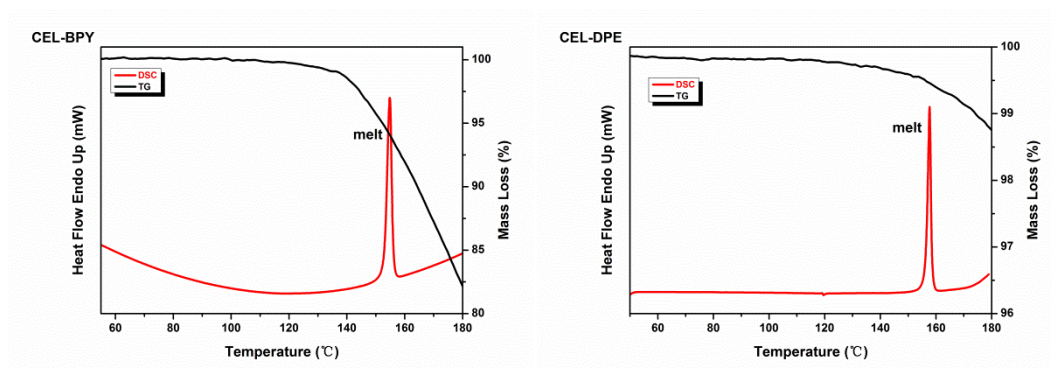 CEL-BPY
DSC
TG
melt
Heat Flow Endo Up (mW)
100
95
90
85
80
Mass Loss (%)
60 80 100 120 140 160 180
Temperature (℃)
CEL-DPE
DSC
TG
melt
Heat Flow Endo Up (mW)
100
99
98
97
96
Mass Loss (%)
60 80 100 120 140 160 180
Temperature (℃)